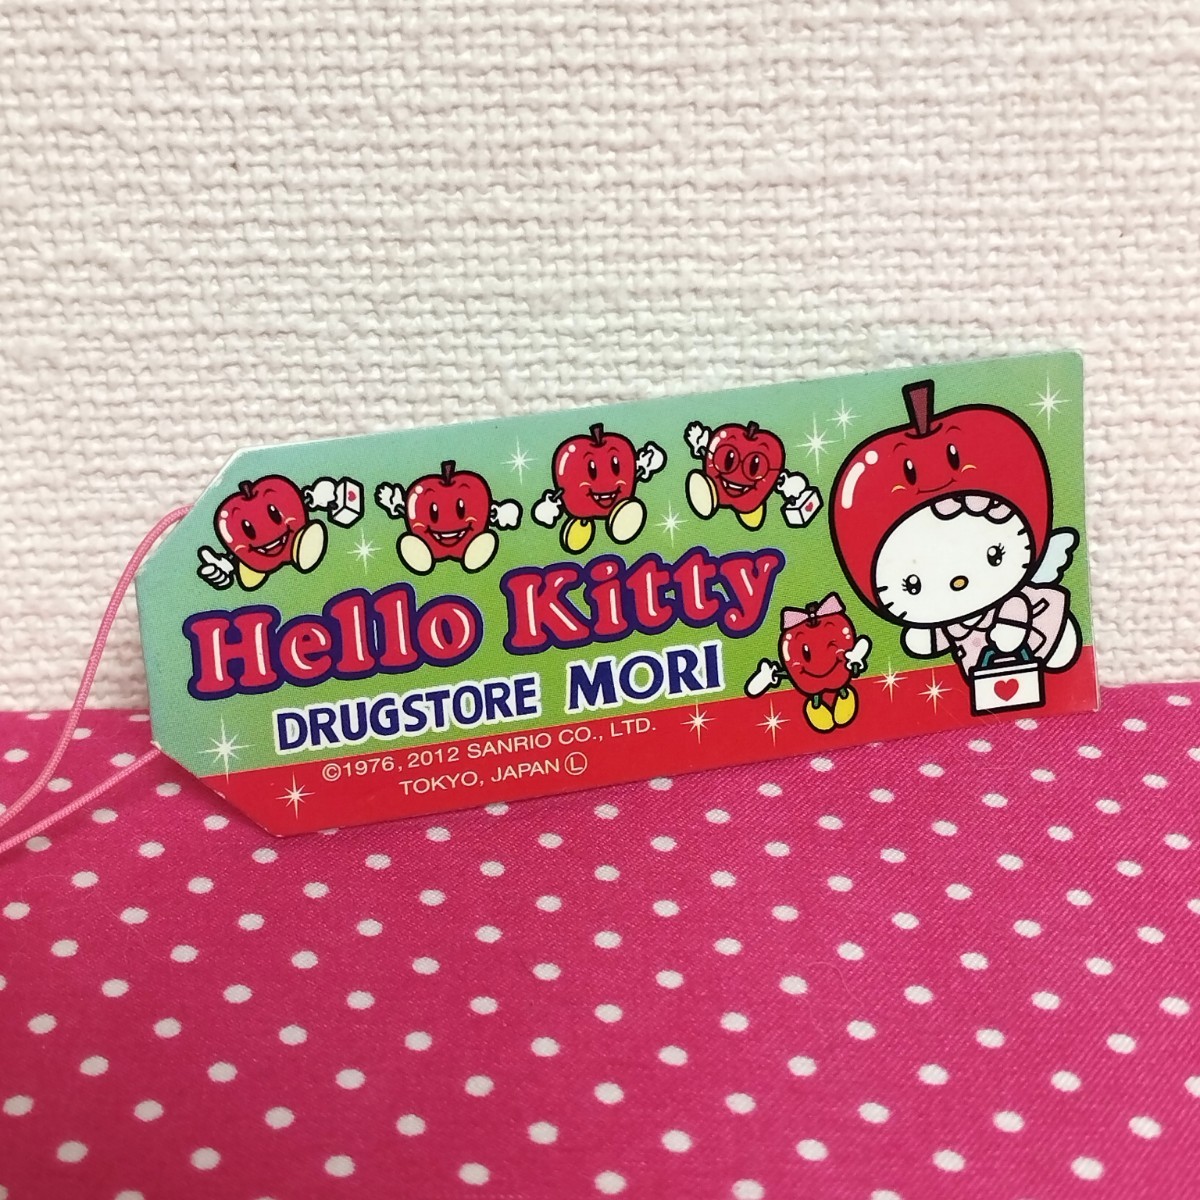 Hello Kitty
DRUGSTORE MORI
©1976, 2012 SANRIO CO., LTD.
TOKYO, JAPAN Ⓛ